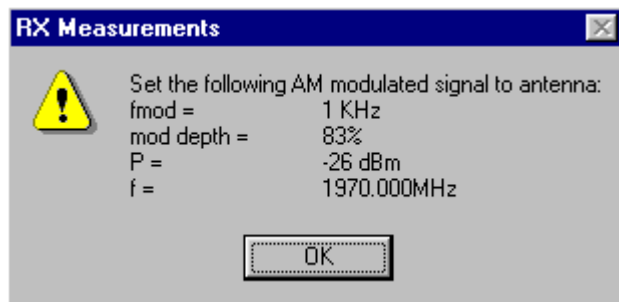 RX Measurements
Set the following AM modulated signal to antenna:
fmod = 1 KHz
mod depth = 83%
P = -26 dBm
f = 1970.000MHz
OK